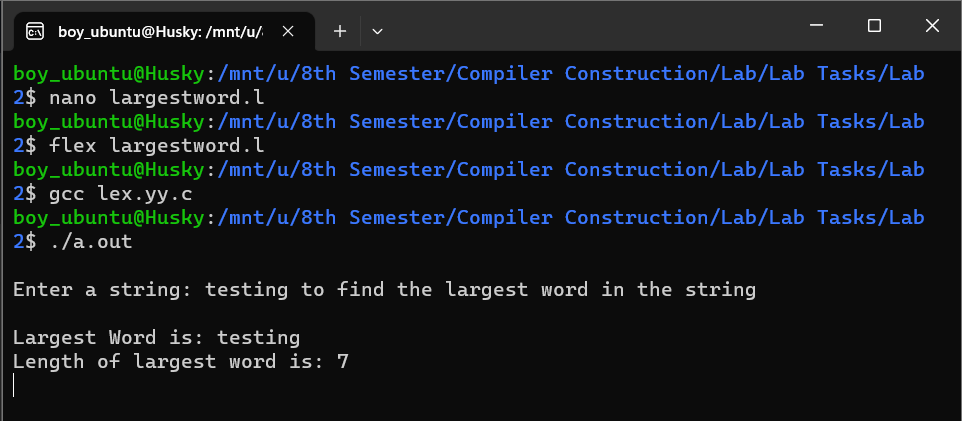 boy_ubuntu@Husky: /mnt/u/
boy_ubuntu@Husky:/mnt/u/8th Semester/Compiler Construction/Lab/Lab Tasks/Lab
2$ nano largestword.l
boy_ubuntu@Husky:/mnt/u/8th Semester/Compiler Construction/Lab/Lab Tasks/Lab
2$ flex largestword.l
boy_ubuntu@Husky:/mnt/u/8th Semester/Compiler Construction/Lab/Lab Tasks/Lab
2$ gcc lex.yy.c
boy_ubuntu@Husky:/mnt/u/8th Semester/Compiler Construction/Lab/Lab Tasks/Lab
2$ ./a.out
Enter a string: testing to find the largest word in the string
Largest Word is: testing
Length of largest word is: 7